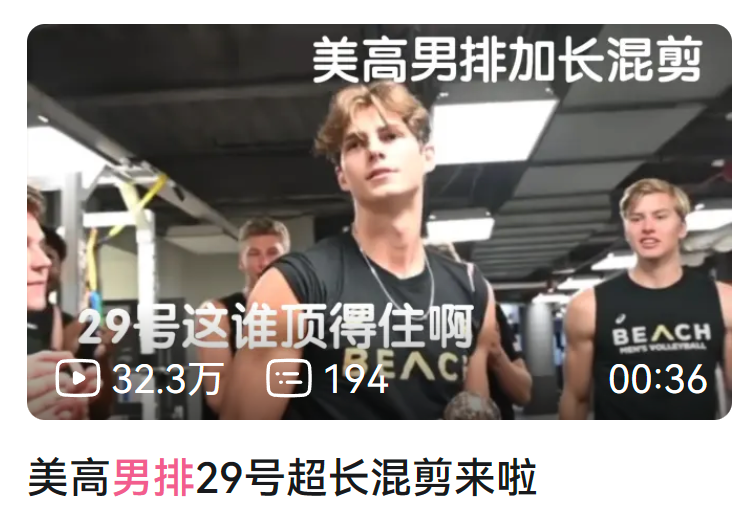 美高男排加长混剪
29号这谁顶得住啊
BEACH
BEACH
MEN'S VOLLEYBALL
32.3万
194
00:36
美高男排29号超长混剪来啦